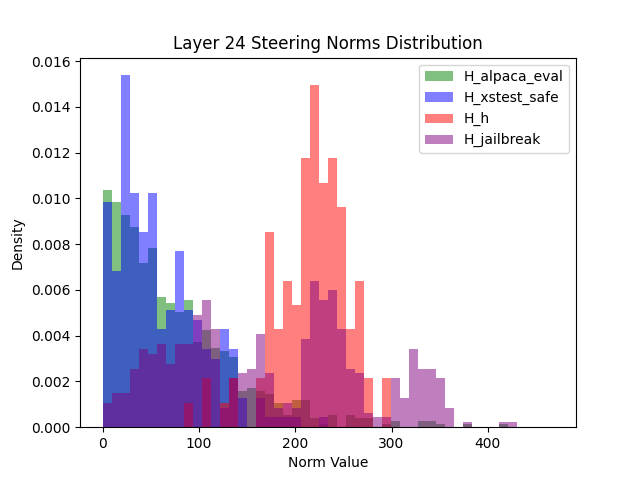 Layer 24 Steering Norms Distribution
H_alpaca_eval
H_xstest_safe
H_h
H_jailbreak
0.016
0.014
0.012
0.010
0.008
0.006
0.004
0.002
0.000
Density
0 100 200 300 400
Norm Value